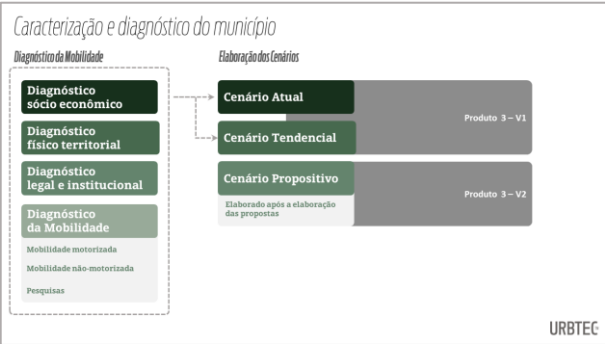 Caracterização e diagnóstico do município
Diagnóstico da Mobilidade
Diagnóstico
sócio econômico
Diagnóstico
físico territorial
Diagnóstico
legal e institucional
Diagnóstico
da Mobilidade
Mobilidade motorizada
Mobilidade não-motorizada
Pesquisas
Elaboração dos Cenários
Cenário Atual
Cenário Tendencial
Produto 3 – V1
Cenário Propositivo
Elaborado após a elaboração
das propostas
Produto 3 – V2
URBTEC